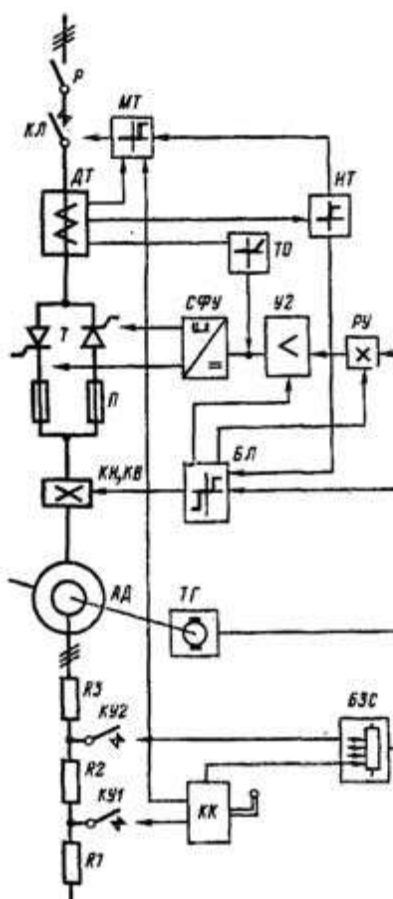 Р
КЛ
МТ
ДТ
НТ
ТО
СФУ
У2
РУ
Т
П
БЛ
КН,КВ
АД
ТГ
R3
КУ2
БЗС
R2
КУ1
КК
R1